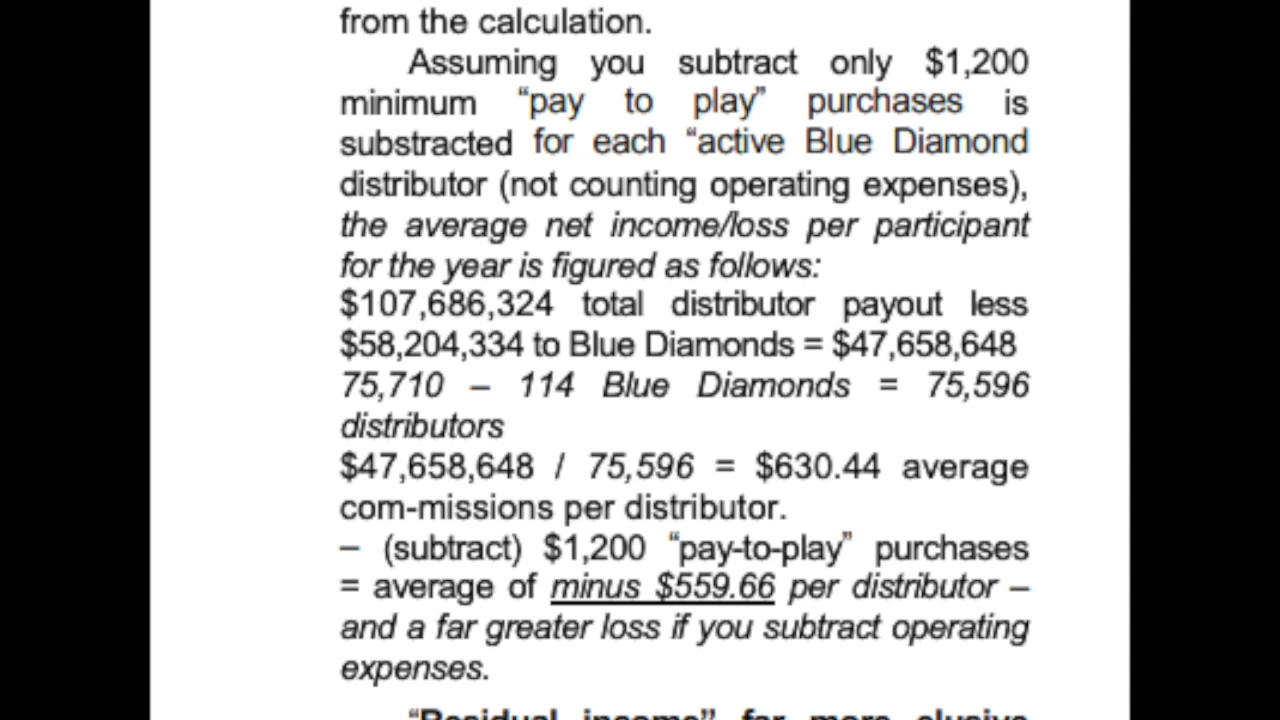 from the calculation.
Assuming you subtract only $1,200
minimum “pay to play” purchases is
substracted for each “active Blue Diamond
distributor (not counting operating expenses),
the average net income/loss per participant
for the year is figured as follows:
$107,686,324 total distributor payout less
$58,204,334 to Blue Diamonds = $47,658,648
75,710 – 114 Blue Diamonds = 75,596
distributors
$47,658,648 / 75,596 = $630.44 average
com-missions per distributor.
– (subtract) $1,200 “pay-to-play” purchases
= average of minus $559.66 per distributor –
and a far greater loss if you subtract operating
expenses.
“Residual income” far more elusive